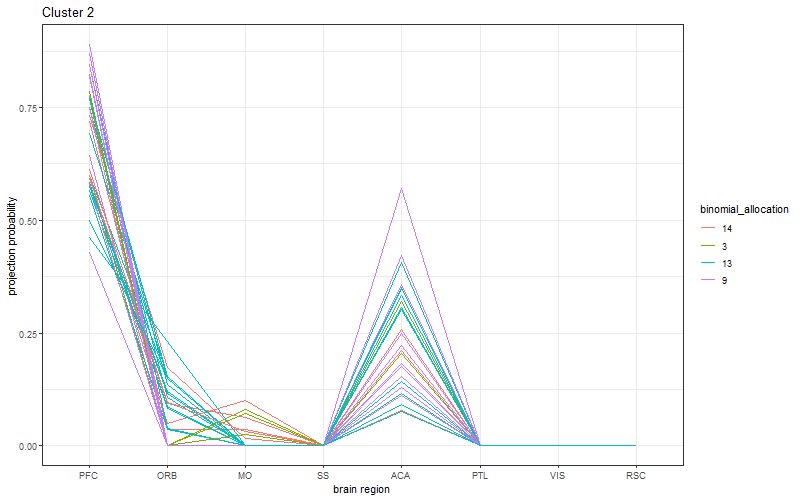 Cluster 2
projection probability
0.75
0.50
0.25
0.00
PFC ORB MO SS ACA PTL VIS RSC
brain region
binomial_allocation
14
3
13
9